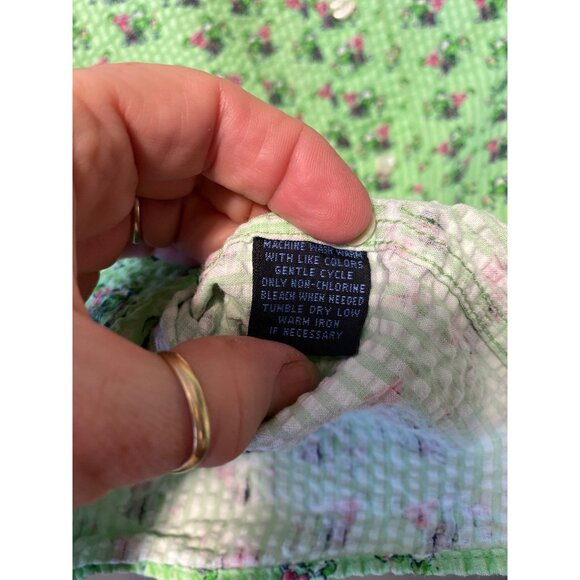 MACHINE WASH WARM
WITH LIKE COLORS
GENTLE CYCLE
ONLY NON-CHLORINE
BLEACH WHEN NEEDED
TUMBLE DRY LOW
WARM IRON
IF NECESSARY